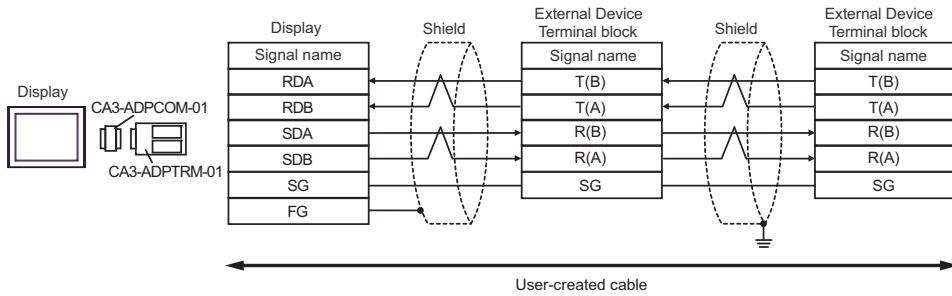 Display
CA3-ADPCOM-01
CA3-ADPTRM-01
Display
Signal name
RDA
RDB
SDA
SDB
SG
FG
Shield
External Device
Terminal block
Signal name
T(B)
T(A)
R(B)
R(A)
SG
Shield
External Device
Terminal block
Signal name
T(B)
T(A)
R(B)
R(A)
SG
User-created cable